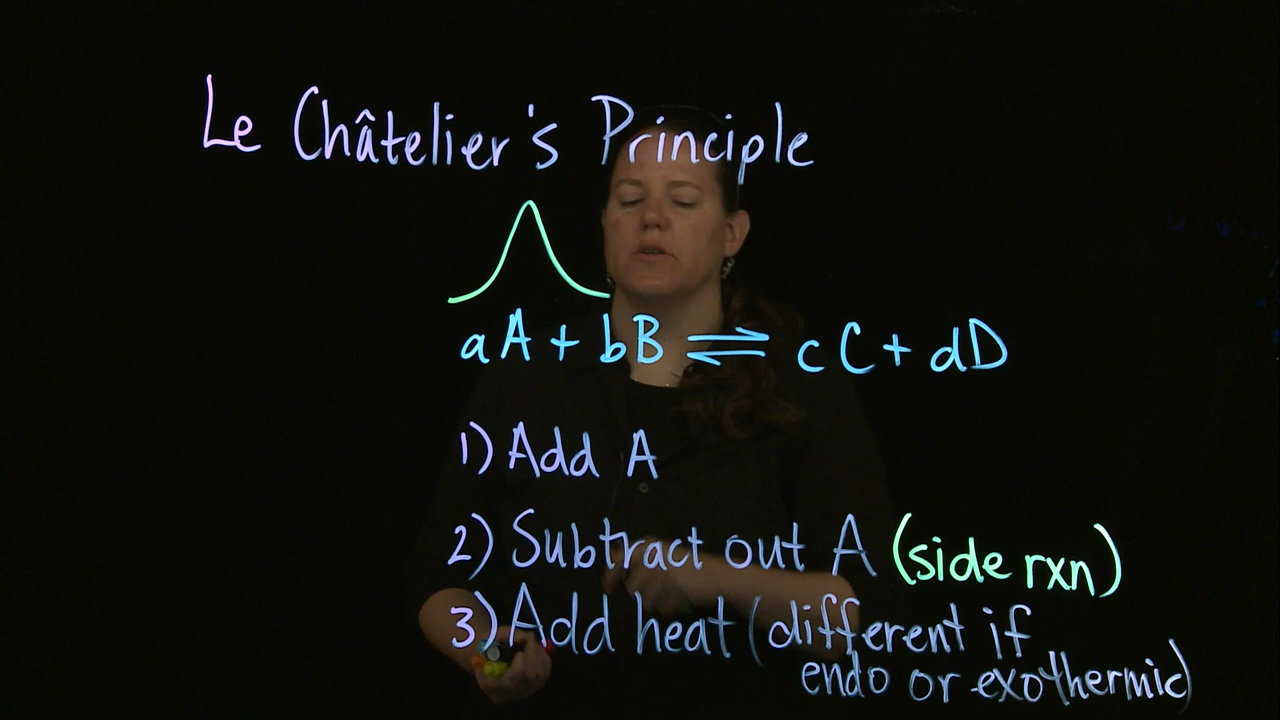 Le Châtelier's Principle
aA + bB ⇌ cC + dD
1) Add A
2) Subtract out A (side rxn)
3) Add heat (different if
endo or exothermic)